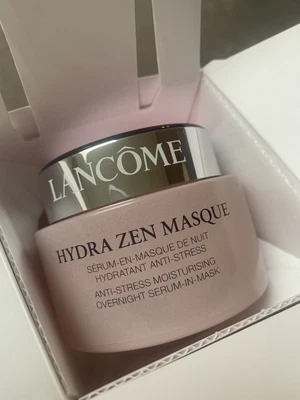 LANCÔME
HYDRA ZEN MASQUE
SÉRUM-EN-MASQUE DE NUIT
HYDRATANT ANTI-STRESS
ANTI-STRESS MOISTURISING
OVERNIGHT SERUM-IN-MASK